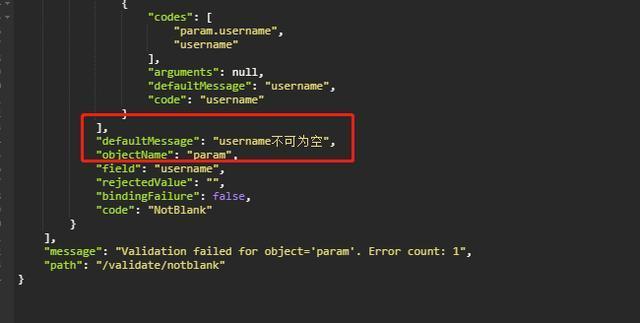 {
"codes": [
"param.username",
"username"
],
"arguments": null,
"defaultMessage": "username",
"code": "username"
}
],
"defaultMessage": "username不可为空",
"objectName": "param",
"field": "username",
"rejectedValue": "",
"bindingFailure": false,
"code": "NotBlank"
}
],
"message": "Validation failed for object='param'. Error count: 1",
"path": "/validate/notblank"
}